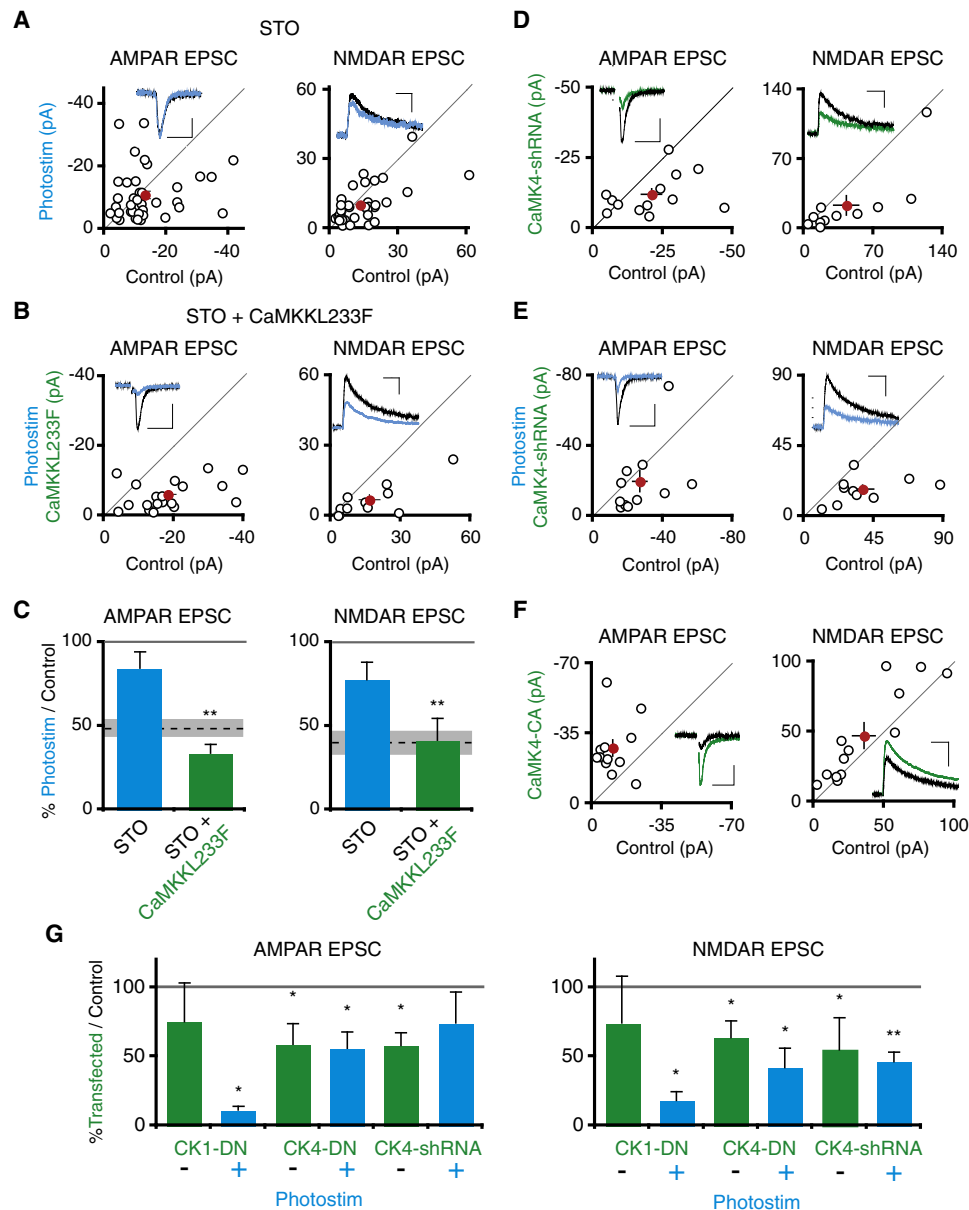 A
STO
AMPAR EPSC
NMDAR EPSC
Photostim (pA)
-40
-20
0
0
-20
-40
Control (pA)
60
30
0
0
30
60
Control (pA)
B
STO + CaMKKL233F
AMPAR EPSC
NMDAR EPSC
Photostim
CaMKKL233F (pA)
-40
-20
0
0
-20
-40
Control (pA)
60
30
0
0
30
60
Control (pA)
C
AMPAR EPSC
NMDAR EPSC
% Photostim / Control
100
50
0
STO
STO +
CaMKKL233F
100
50
0
STO
STO +
CaMKKL233F
**
**
D
AMPAR EPSC
NMDAR EPSC
CaMK4-shRNA (pA)
-50
-25
0
0
-25
-50
Control (pA)
140
70
0
0
70
140
Control (pA)
E
AMPAR EPSC
NMDAR EPSC
Photostim
CaMK4-shRNA (pA)
-80
-40
0
0
-40
-80
Control (pA)
90
45
0
0
45
90
Control (pA)
F
AMPAR EPSC
NMDAR EPSC
CaMK4-CA (pA)
-70
-35
0
0
-35
-70
Control (pA)
100
50
0
0
50
100
Control (pA)
G
AMPAR EPSC
NMDAR EPSC
%Transfected / Control
100
50
0
* * * *
CK1-DN CK4-DN CK4-shRNA
- + - + - +
Photostim
100
50
0
* * * * **
CK1-DN CK4-DN CK4-shRNA
- + - + - +
Photostim